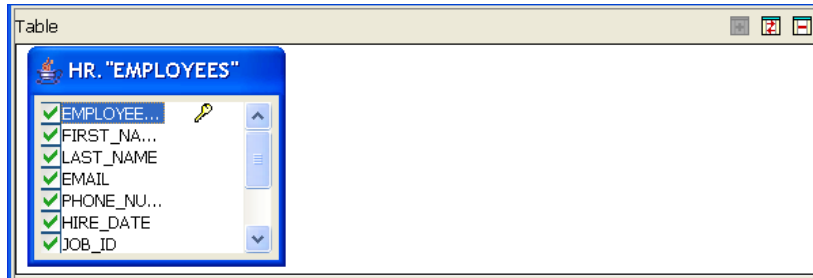 Table
HR."EMPLOYEES"
EMPLOYEE...
FIRST_NA...
LAST_NAME
EMAIL
PHONE_NU...
HIRE_DATE
JOB_ID